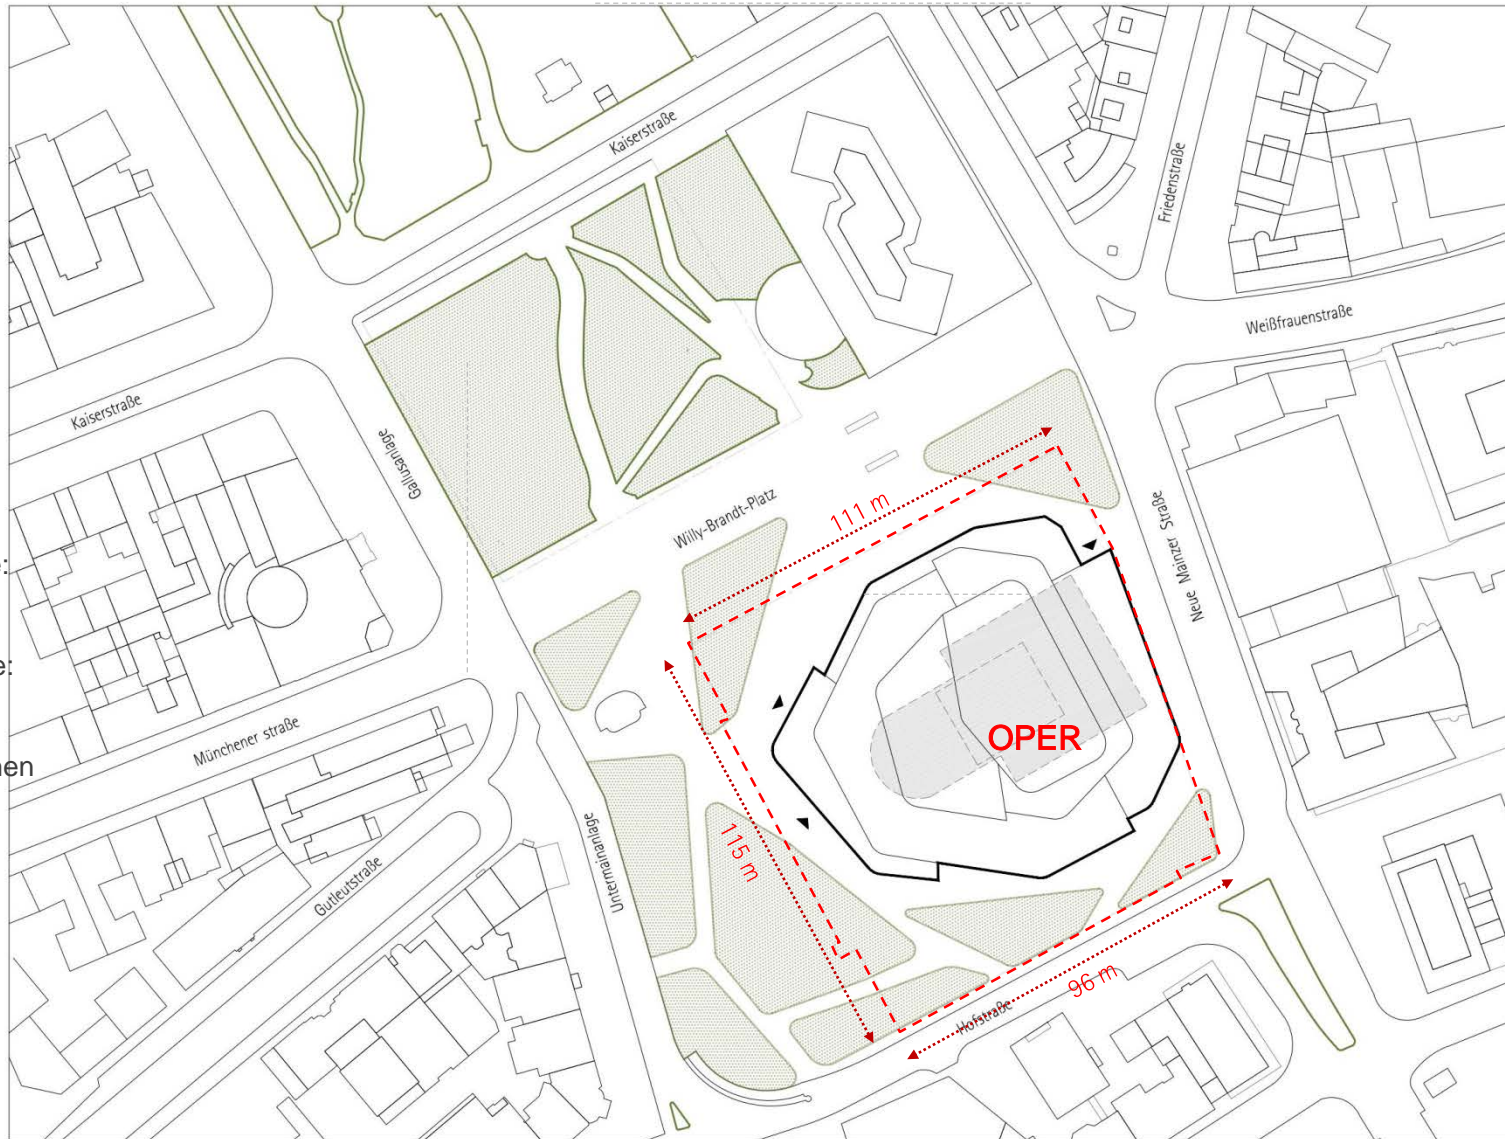 Kaiserstraße
Friedenstraße
Weißfrauenstraße
Kaiserstraße
Gallusanlage
Willy-Brandt-Platz
111 m
Neue Mainzer Straße
:
e:
nen
Münchener straße
OPER
115 m
Gutleutstraße
Untermainanlage
96 m
Hofstraße